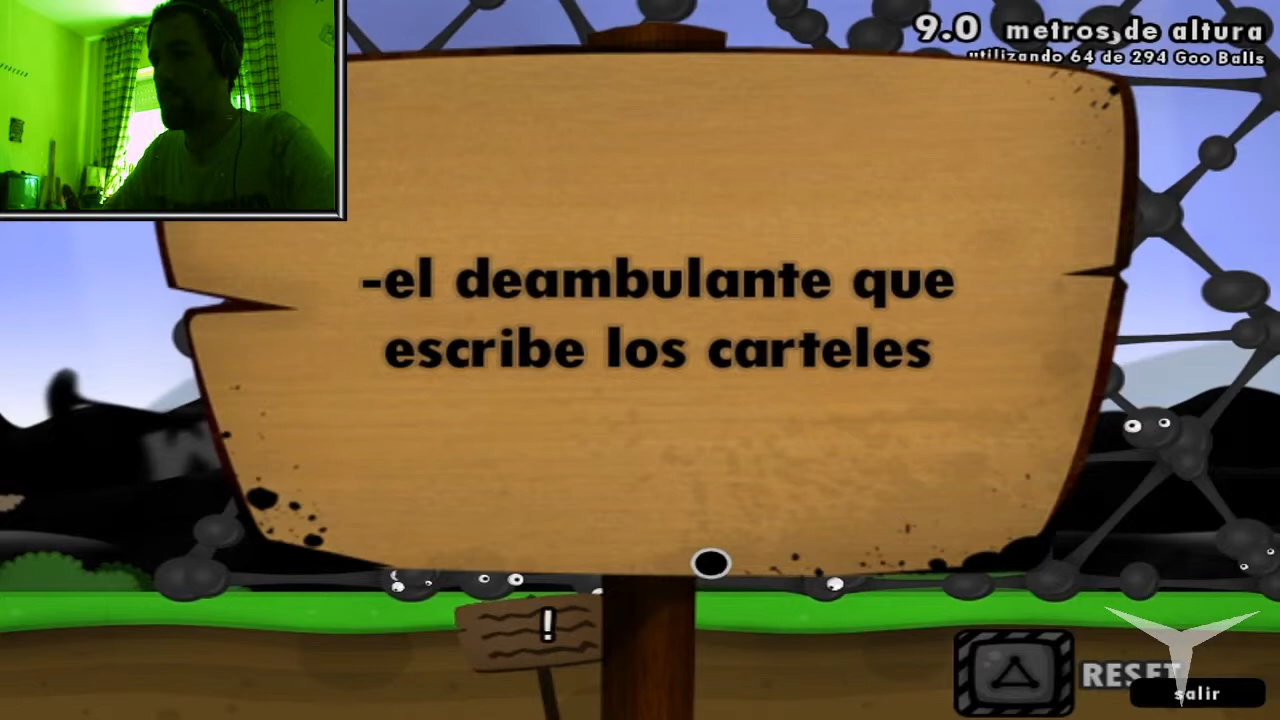 9.0 metros de altura
utilizando 64 de 294 Goo Balls
-el deambulante que
escribe los carteles
!
RESET
salir